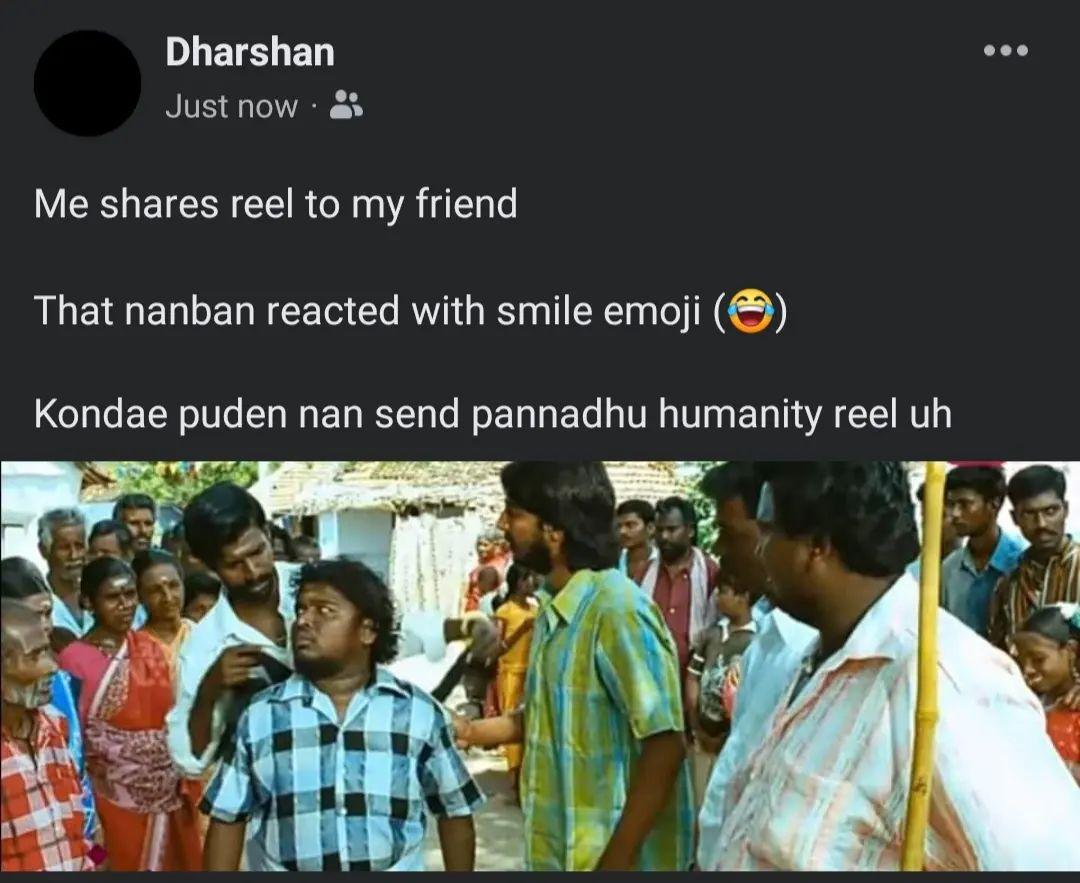 Dharshan
Just now ·
Me shares reel to my friend
That nanban reacted with smile emoji (😂)
Kondae puden nan send pannadhu humanity reel uh